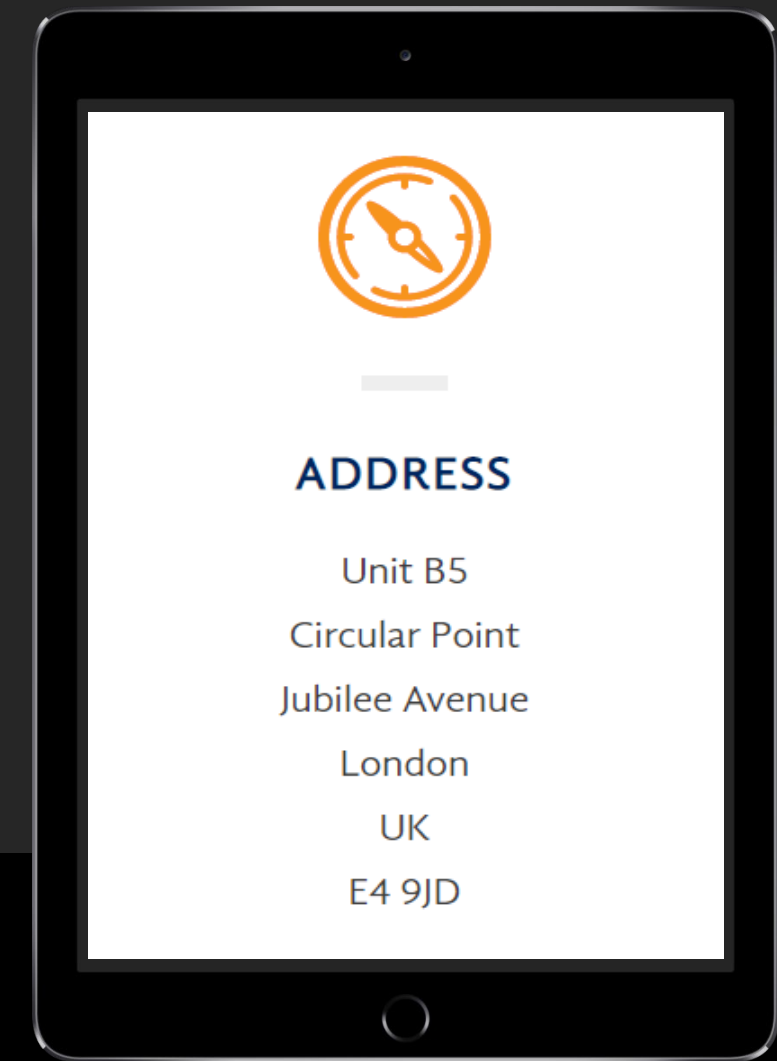 ADDRESS
Unit B5
Circular Point
Jubilee Avenue
London
UK
E4 9JD